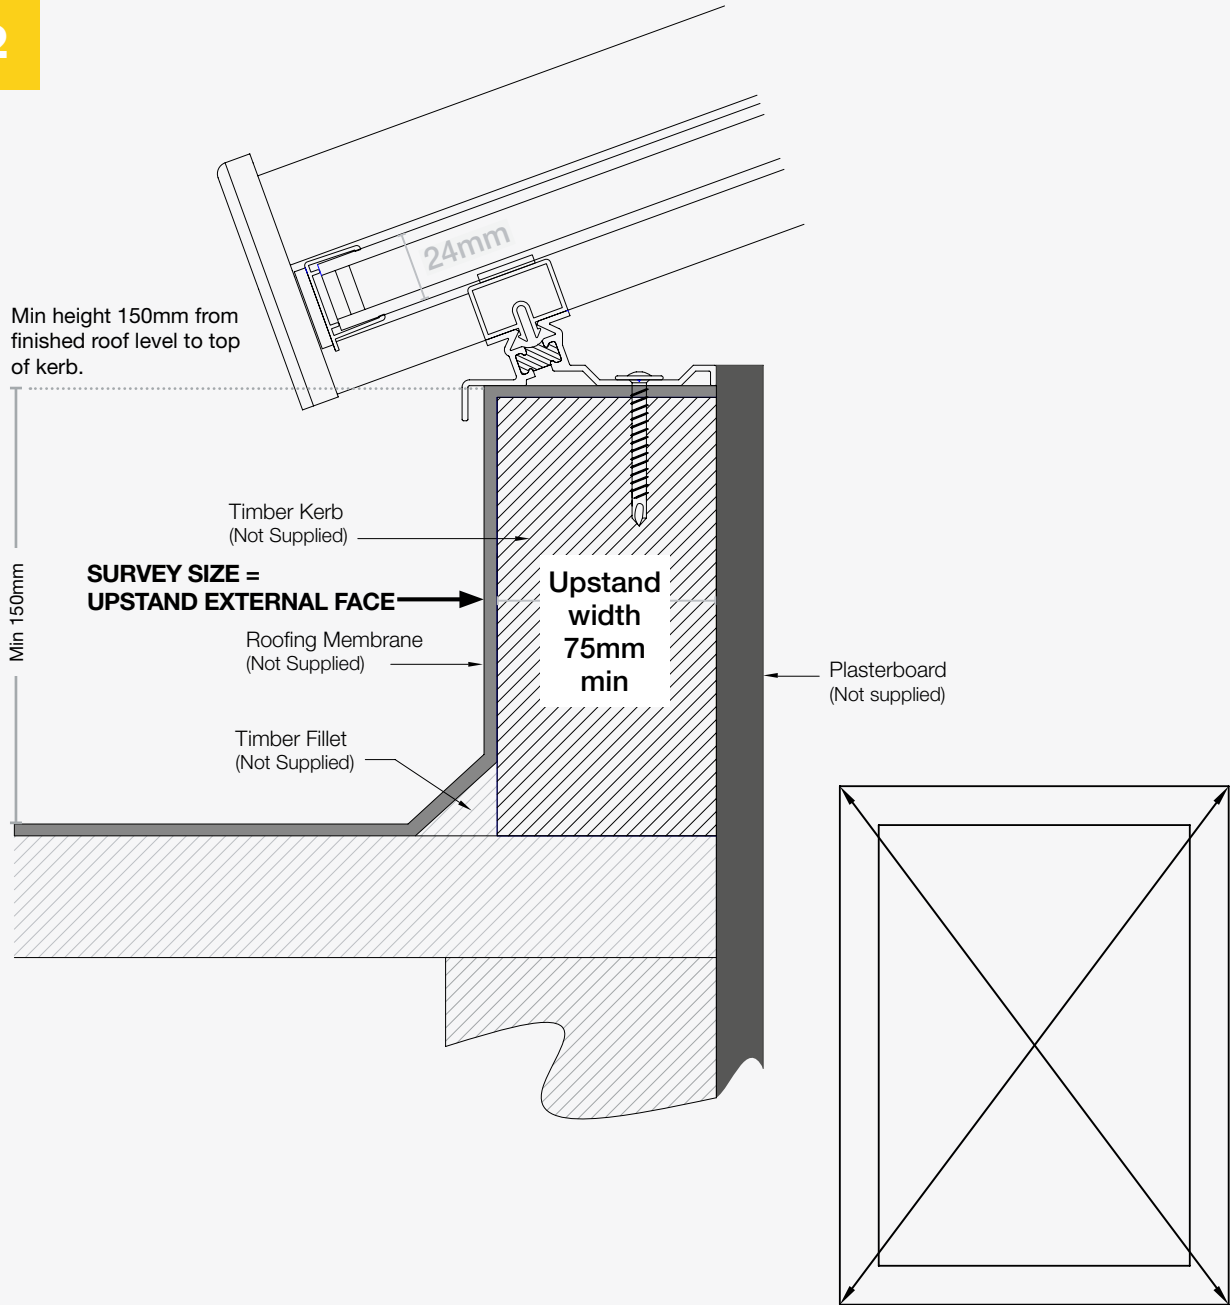 2
24mm
Min height 150mm from
finished roof level to top
of kerb.
Timber Kerb
(Not Supplied)
SURVEY SIZE =
UPSTAND EXTERNAL FACE
Min 150mm
Upstand
width
75mm
min
Roofing Membrane
(Not Supplied)
Plasterboard
(Not supplied)
Timber Fillet
(Not Supplied)